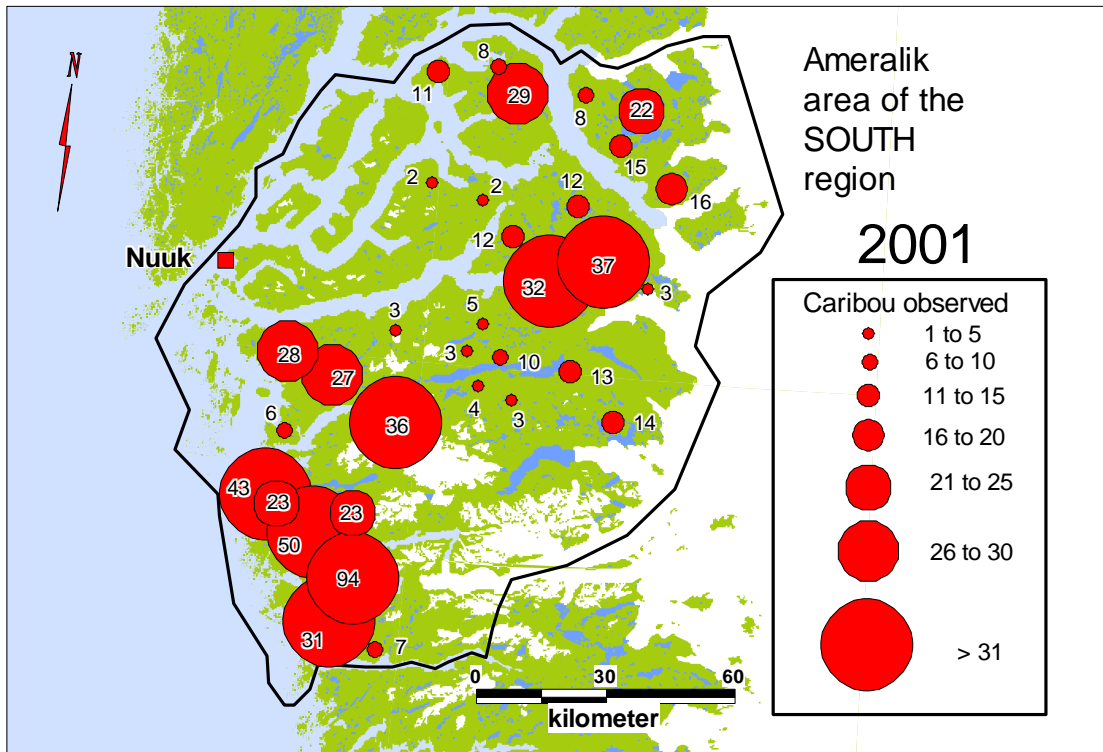 N
Ameralik
area of the
SOUTH
region
2001
8
11
29
8
22
15
16
2
2
12
12
37
32
3
Nuuk
3
5
28
27
3
10
13
4
3
14
6
36
43
23
23
50
94
31
7
Caribou observed
1 to 5
6 to 10
11 to 15
16 to 20
21 to 25
26 to 30
> 31
0 30 60
kilometer